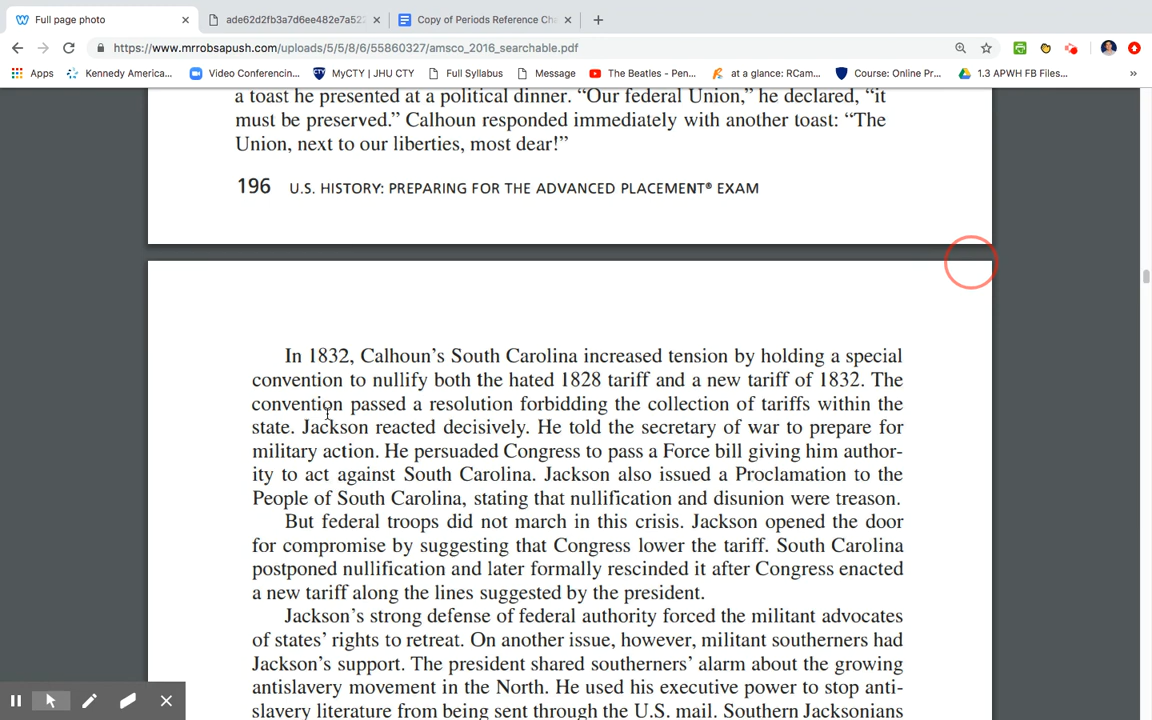 Full page photo
ade62d2fb3a7d6ee482e7a522
Copy of Periods Reference Ch
https://www.mrrobsapush.com/uploads/5/5/8/6/55860327/amsco_2016_searchable.pdf
Apps
Kennedy America...
Video Conferencin...
MyCTY | JHU CTY
Full Syllabus
Message
The Beatles - Pen...
at a glance: RCam...
Course: Online Pr...
1.3 APWH FB Files...
»
a toast he presented at a political dinner. “Our federal Union,” he declared, “it
must be preserved.” Calhoun responded immediately with another toast: “The
Union, next to our liberties, most dear!”
196 U.S. HISTORY: PREPARING FOR THE ADVANCED PLACEMENT® EXAM
In 1832, Calhoun’s South Carolina increased tension by holding a special
convention to nullify both the hated 1828 tariff and a new tariff of 1832. The
convention passed a resolution forbidding the collection of tariffs within the
state. Jackson reacted decisively. He told the secretary of war to prepare for
military action. He persuaded Congress to pass a Force bill giving him author-
ity to act against South Carolina. Jackson also issued a Proclamation to the
People of South Carolina, stating that nullification and disunion were treason.
But federal troops did not march in this crisis. Jackson opened the door
for compromise by suggesting that Congress lower the tariff. South Carolina
postponed nullification and later formally rescinded it after Congress enacted
a new tariff along the lines suggested by the president.
Jackson’s strong defense of federal authority forced the militant advocates
of states’ rights to retreat. On another issue, however, militant southerners had
Jackson’s support. The president shared southerners’ alarm about the growing
antislavery movement in the North. He used his executive power to stop anti-
slavery literature from being sent through the U.S. mail. Southern Jacksonians